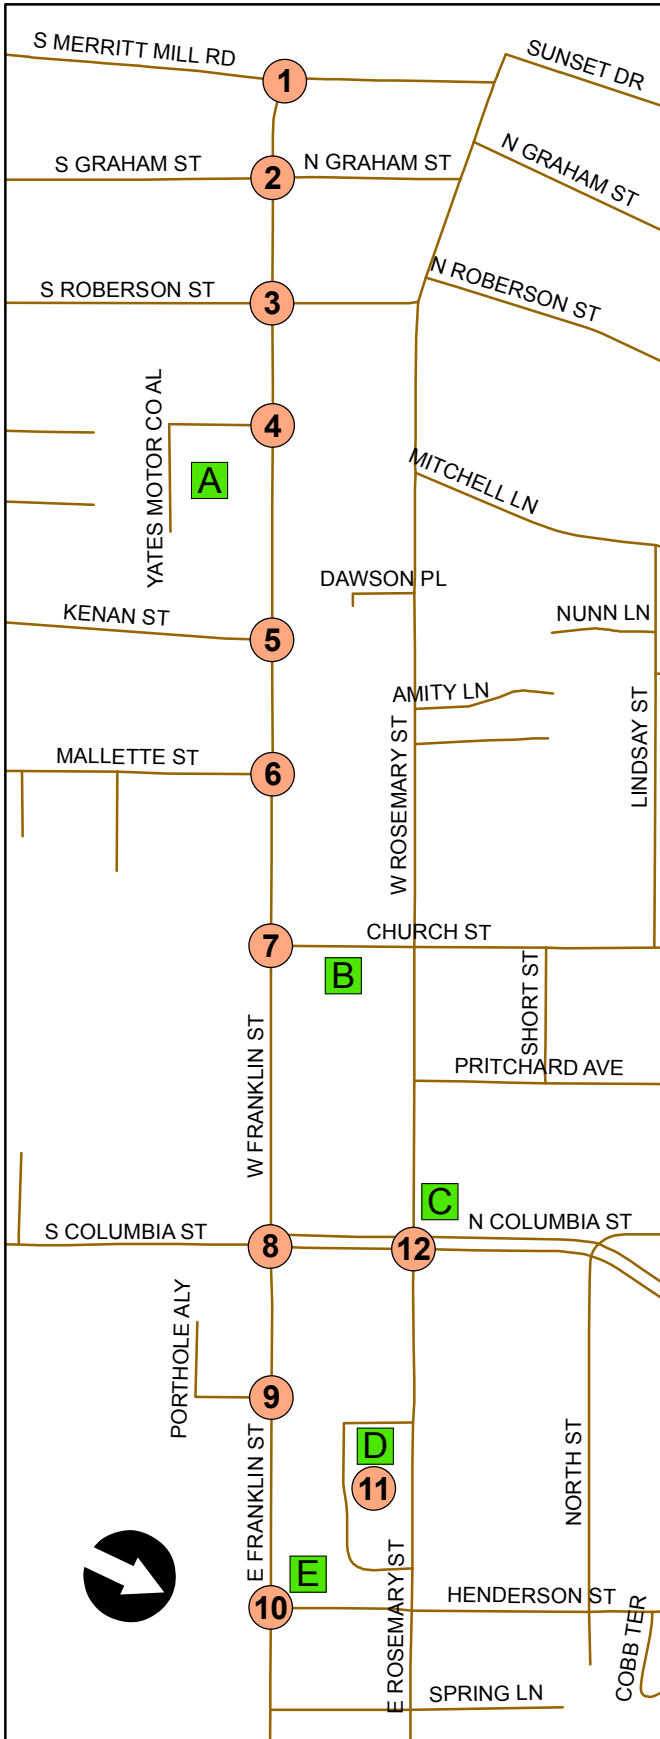 S MERRITT MILL RD
SUNSET DR
1
S GRAHAM ST
N GRAHAM ST
N GRAHAM ST
2
S ROBERSON ST
N ROBERSON ST
3
YATES MOTOR CO AL
4
A
MITCHELL LN
DAWSON PL
KENAN ST
NUNN LN
5
AMITY LN
LINDSAY ST
MALLETTE ST
6
W ROSEMARY ST
CHURCH ST
7
B
SHORT ST
W FRANKLIN ST
PRITCHARD AVE
C
S COLUMBIA ST
N COLUMBIA ST
8
12
PORTHOLE ALY
9
E FRANKLIN ST
D
11
NORTH ST
E
E ROSEMARY ST
HENDERSON ST
10
COBB TER
SPRING LN